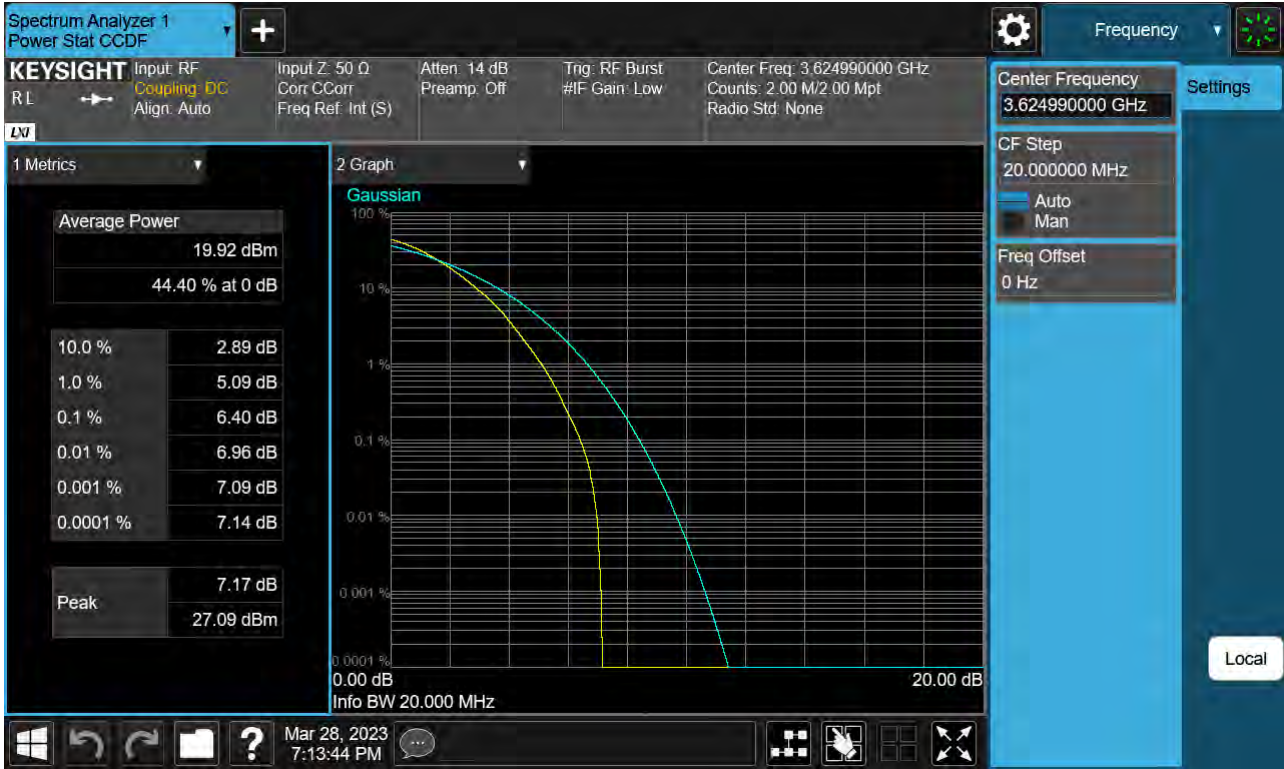 Spectrum Analyzer 1
Power Stat CCDF
+
Frequency
KEYSIGHT
R L
LXI
Input: RF
Coupling: DC
Align: Auto
Input Z: 50 Ω
Corr CCorr
Freq Ref: Int (S)
Atten: 14 dB
Preamp: Off
Trig: RF Burst
#IF Gain: Low
Center Freq: 3.624990000 GHz
Counts: 2.00 M/2.00 Mpt
Radio Std: None
Center Frequency
3.624990000 GHz
Settings
CF Step
20.000000 MHz
Auto
Man
Freq Offset
0 Hz
Local
1 Metrics
Average Power
19.92 dBm
44.40 % at 0 dB
10.0 % 2.89 dB
1.0 % 5.09 dB
0.1 % 6.40 dB
0.01 % 6.96 dB
0.001 % 7.09 dB
0.0001 % 7.14 dB
Peak
7.17 dB
27.09 dBm
2 Graph
Gaussian
100 %
10 %
1 %
0.1 %
0.01 %
0.001 %
0.0001 %
0.00 dB 20.00 dB
Info BW 20.000 MHz
?
Mar 28, 2023
7:13:44 PM